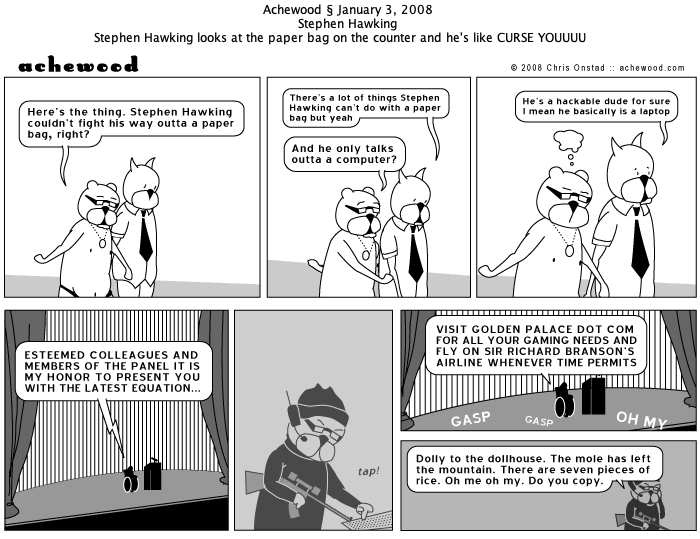 Achewood § January 3, 2008
Stephen Hawking
Stephen Hawking looks at the paper bag on the counter and he's like CURSE YOUUUU
achewood
© 2008 Chris Onstad :: achewood.com
Here's the thing. Stephen Hawking
couldn't fight his way outta a paper
bag, right?
There's a lot of things Stephen
Hawking can't do with a paper
bag but yeah
And he only talks
outta a computer?
He's a hackable dude for sure
I mean he basically is a laptop
ESTEEMED COLLEAGUES AND
MEMBERS OF THE PANEL IT IS
MY HONOR TO PRESENT YOU
WITH THE LATEST EQUATION...
tap!
VISIT GOLDEN PALACE DOT COM
FOR ALL YOUR GAMING NEEDS AND
FLY ON SIR RICHARD BRANSON'S
AIRLINE WHENEVER TIME PERMITS
GASP
GASP
OH MY
Dolly to the dollhouse. The mole has left
the mountain. There are seven pieces of
rice. Oh me oh my. Do you copy.